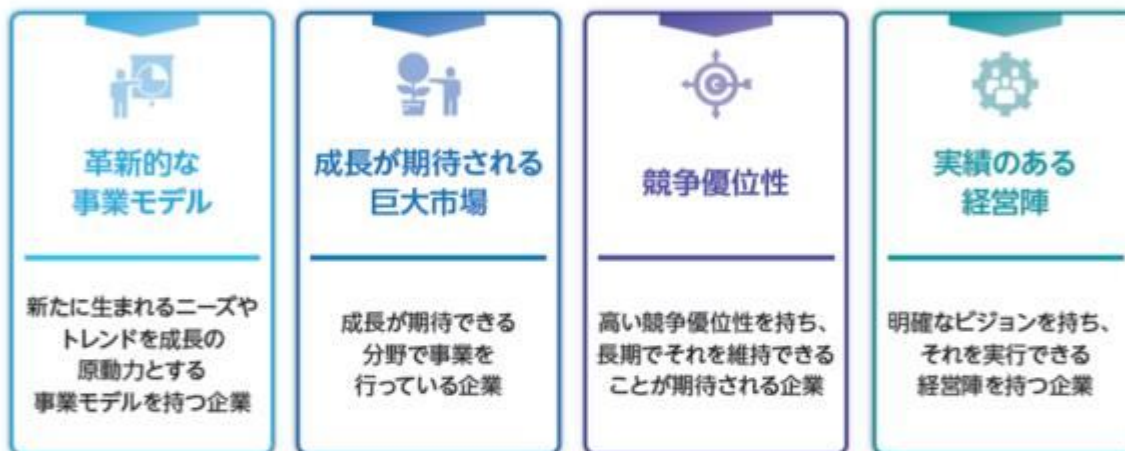 革新的な
事業モデル
新たに生まれるニーズや
トレンドを成長の
原動力とする
事業モデルを持つ企業
成長が期待される
巨大市場
成長が期待できる
分野で事業を
行っている企業
競争優位性
高い競争優位性を持ち、
長期でそれを維持できる
ことが期待される企業
実績のある
経営陣
明確なビジョンを持ち、
それを実行できる
経営陣を持つ企業